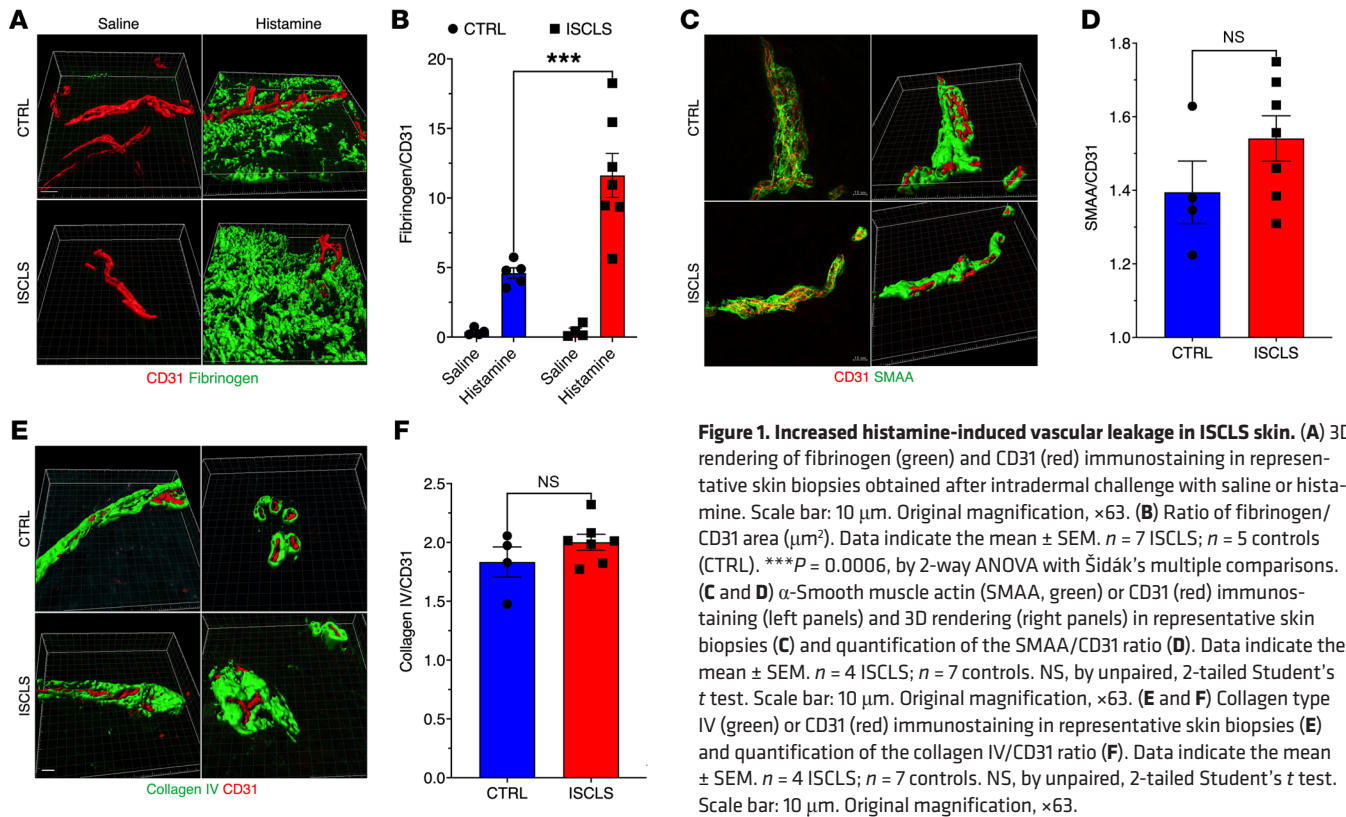 A
Saline
Histamine
CTRL
ISCLS
CD31 Fibrinogen
B
CTRL
ISCLS
***
Fibrinogen/CD31
20
15
10
5
0
Saline
Histamine
Saline
Histamine
C
CTRL
ISCLS
10 μm
10 μm
CD31 SMAA
D
NS
SMAA/CD31
1.8
1.6
1.4
1.2
1.0
CTRL
ISCLS
E
CTRL
ISCLS
Collagen IV CD31
F
NS
Collagen IV/CD31
2.5
2.0
1.5
1.0
0.5
0.0
CTRL
ISCLS
Figure 1. Increased histamine-induced vascular leakage in ISCLS skin. (A) 3D
rendering of fibrinogen (green) and CD31 (red) immunostaining in represen-
tative skin biopsies obtained after intradermal challenge with saline or hista-
mine. Scale bar: 10 μm. Original magnification, ×63. (B) Ratio of fibrinogen/
CD31 area (μm²). Data indicate the mean ± SEM. n = 7 ISCLS; n = 5 controls
(CTRL). ***P = 0.0006, by 2-way ANOVA with Šidák’s multiple comparisons.
(C and D) α-Smooth muscle actin (SMAA, green) or CD31 (red) immunos-
taining (left panels) and 3D rendering (right panels) in representative skin
biopsies (C) and quantification of the SMAA/CD31 ratio (D). Data indicate the
mean ± SEM. n = 4 ISCLS; n = 7 controls. NS, by unpaired, 2-tailed Student’s
t test. Scale bar: 10 μm. Original magnification, ×63. (E and F) Collagen type
IV (green) or CD31 (red) immunostaining in representative skin biopsies (E)
and quantification of the collagen IV/CD31 ratio (F). Data indicate the mean
± SEM. n = 4 ISCLS; n = 7 controls. NS, by unpaired, 2-tailed Student’s t test.
Scale bar: 10 μm. Original magnification, ×63.